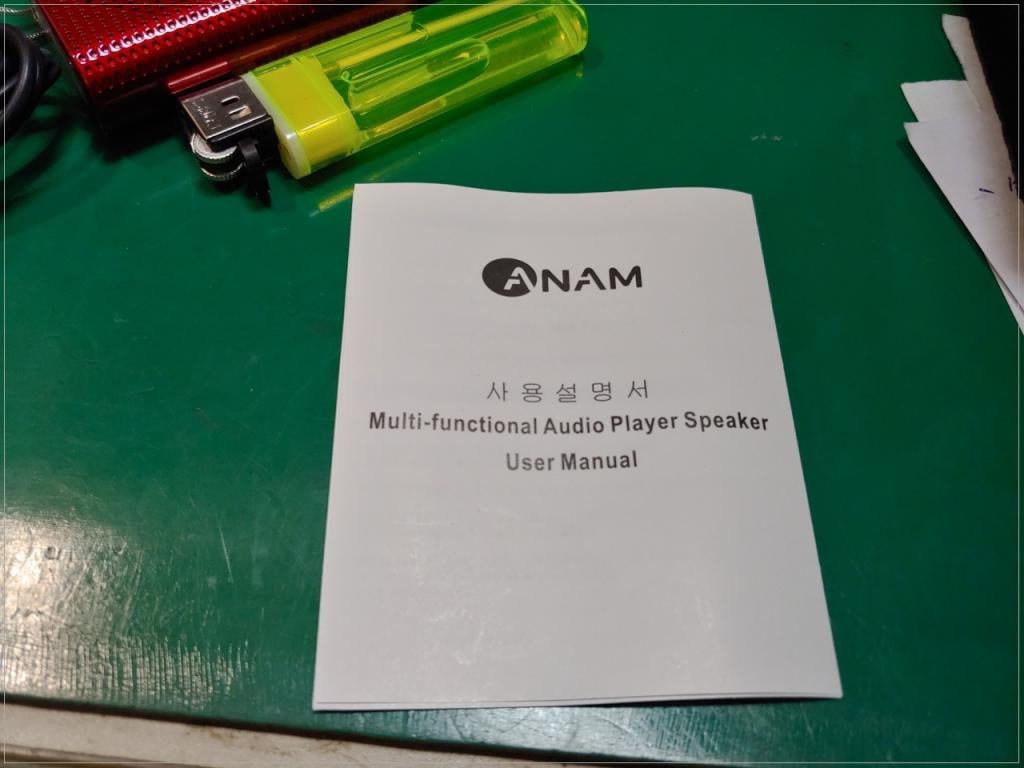 ANAM
사용설명서
Multi-functional Audio Player Speaker
User Manual